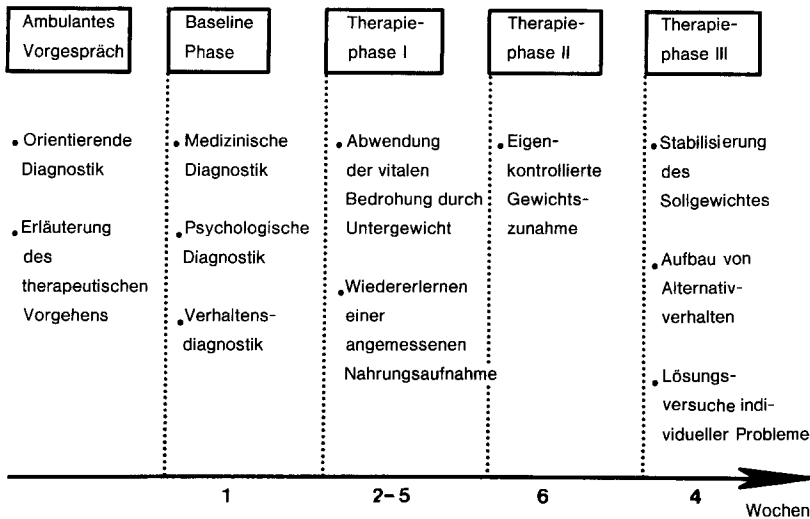 Ambulantes
Vorgespräch
Baseline
Phase
Therapie-
phase I
Therapie-
phase II
Therapie-
phase III
• Orientierende
Diagnostik
• Erläuterung
des
therapeutischen
Vorgehens
• Medizinische
Diagnostik
• Psychologische
Diagnostik
• Verhaltens-
diagnostik
• Abwendung
der vitalen
Bedrohung durch
Untergewicht
• Wiedererlernen
einer
angemessenen
Nahrungsaufnahme
• Eigen-
kontrollierte
Gewichts-
zunahme
• Stabilisierung
des
Sollgewichtes
• Aufbau von
Alternativ-
verhalten
• Lösungs-
versuche indi-
vidueller Probleme
1
2-5
6
4
Wochen